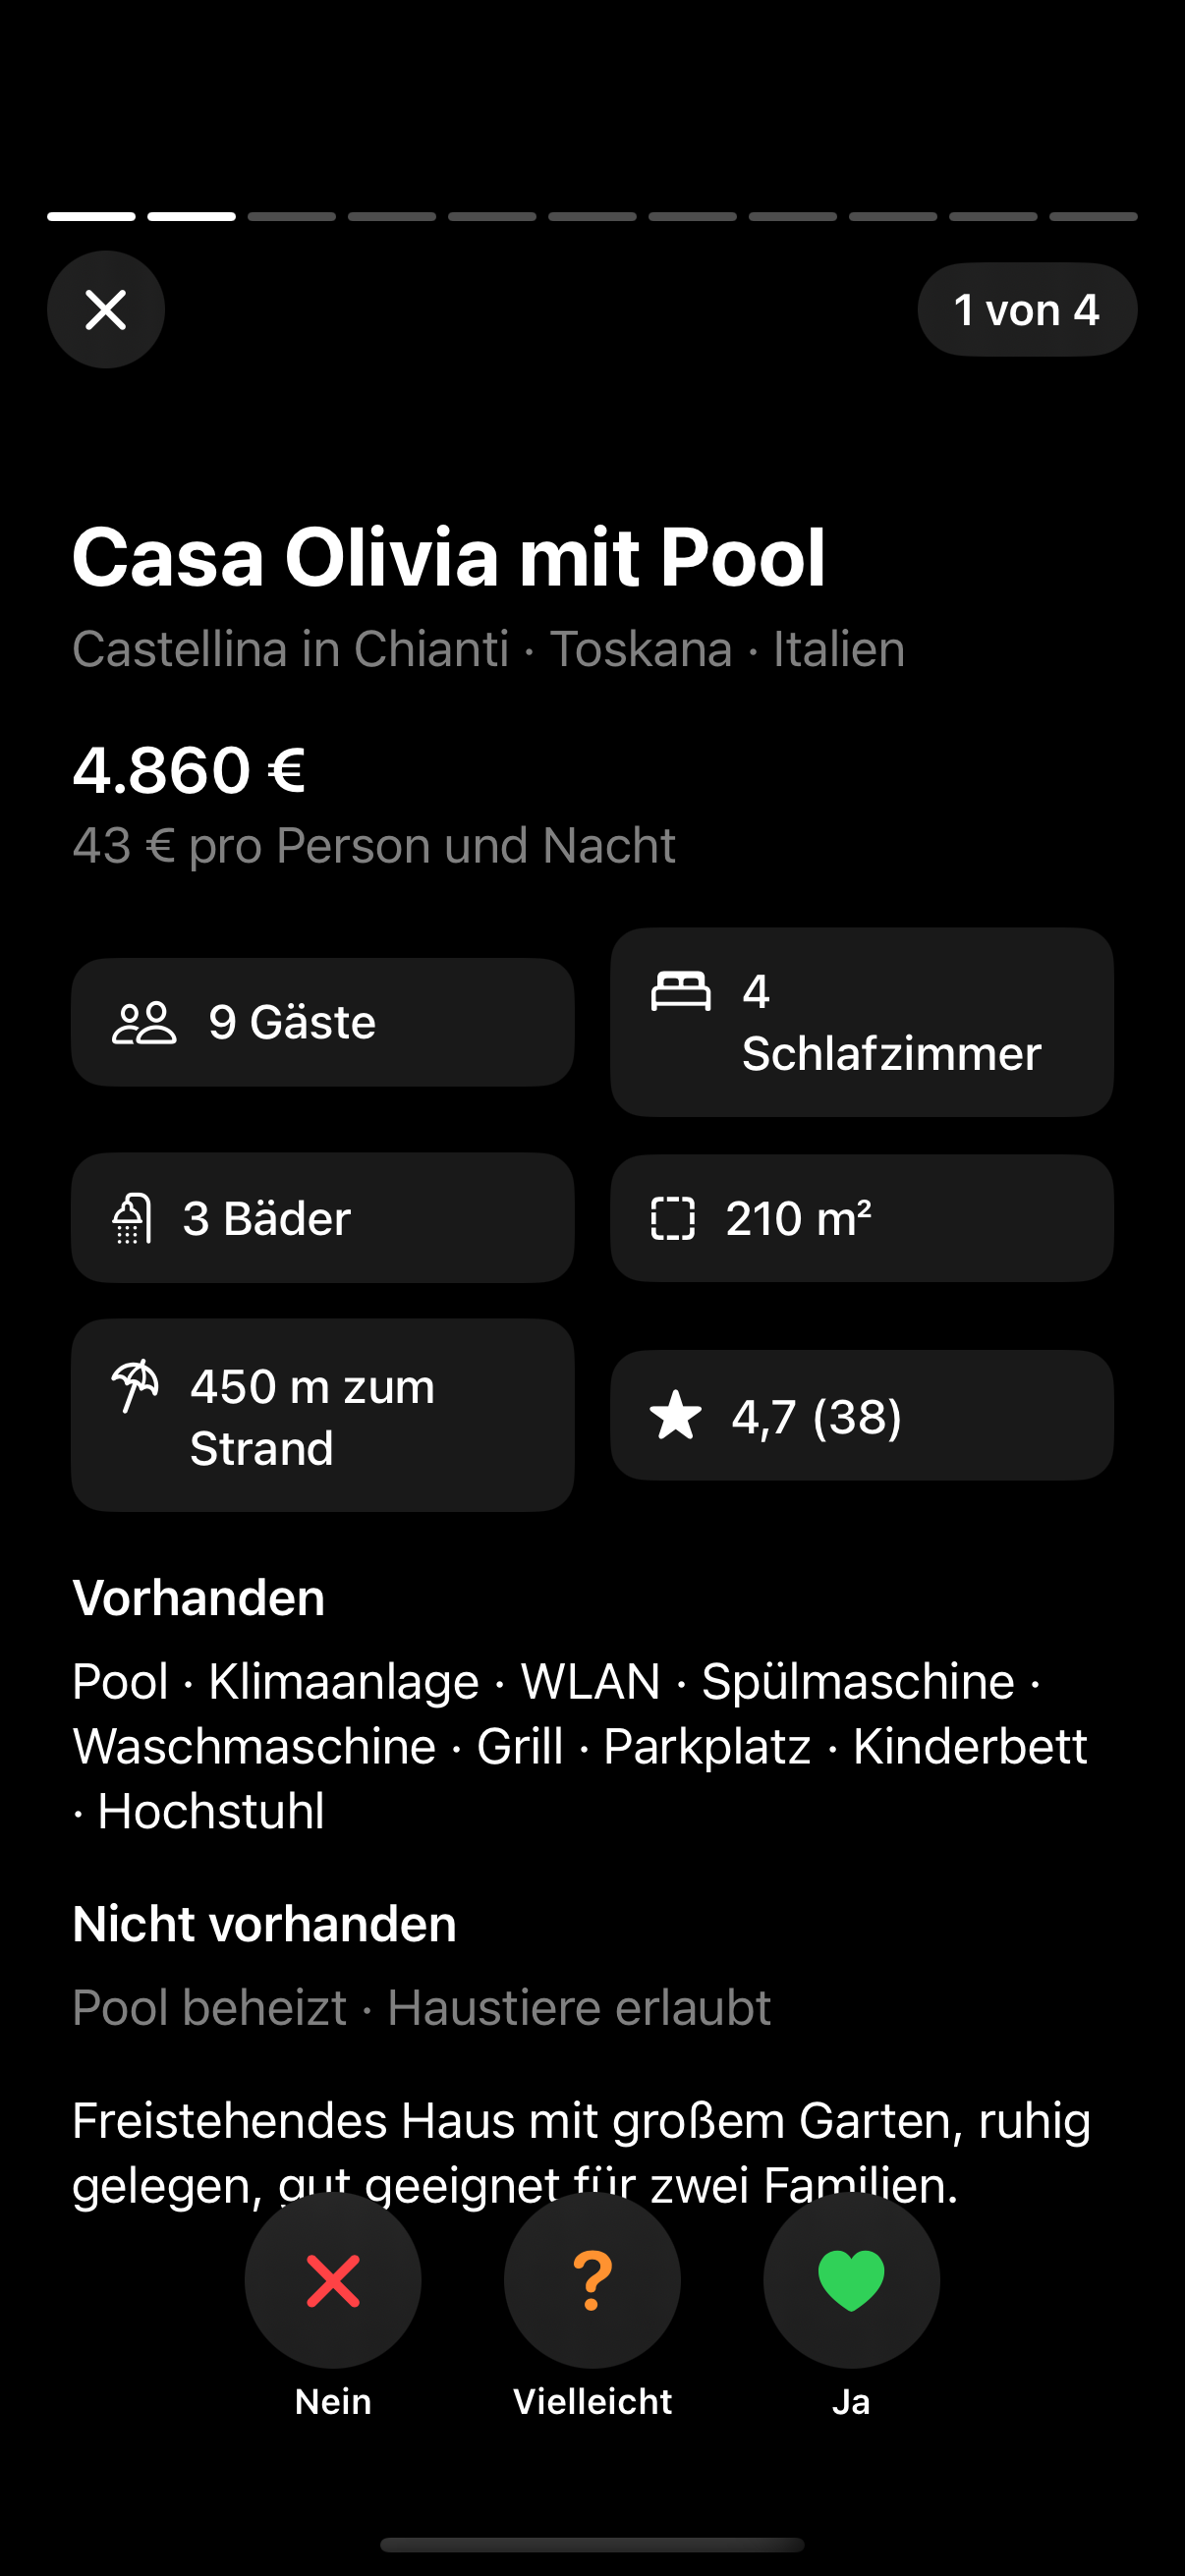 1 von 4
Casa Olivia mit Pool
Castellina in Chianti · Toskana · Italien
4.860 €
43 € pro Person und Nacht
9 Gäste
4
Schlafzimmer
3 Bäder
210 m²
450 m zum
Strand
4,7 (38)
Vorhanden
Pool · Klimaanlage · WLAN · Spülmaschine ·
Waschmaschine · Grill · Parkplatz · Kinderbett
· Hochstuhl
Nicht vorhanden
Pool beheizt · Haustiere erlaubt
Freistehendes Haus mit großem Garten, ruhig
gelegen, gut geeignet für zwei Familien.
?
Nein
Vielleicht
Ja